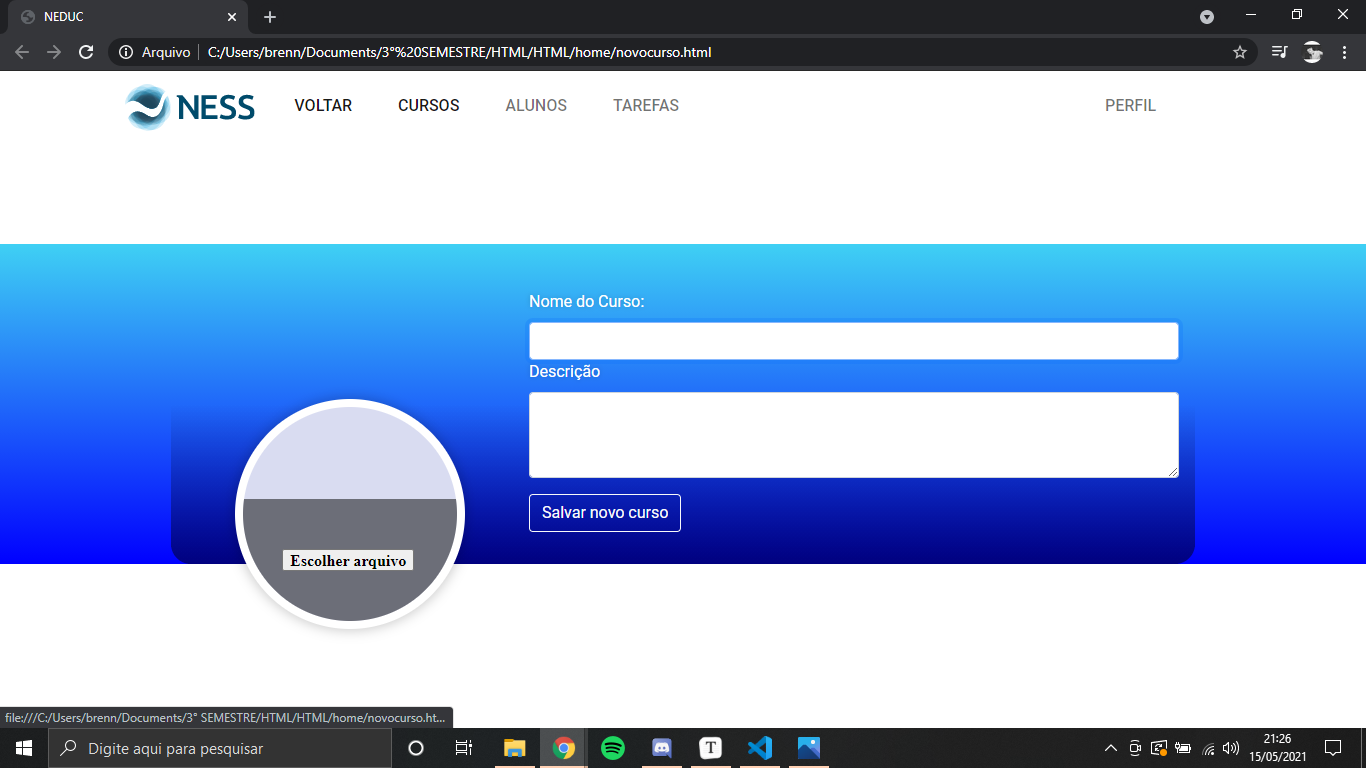 NEDUC
Arquivo C:/Users/brenn/Documents/3°%20SEMESTRE/HTML/HTML/home/novocurso.html
NESS VOLTAR CURSOS ALUNOS TAREFAS PERFIL
Nome do Curso:
Descrição
Salvar novo curso
Escolher arquivo
file:///C:/Users/brenn/Documents/3° SEMESTRE/HTML/HTML/home/novocurso.ht...
Digite aqui para pesquisar
T
21:26
15/05/2021